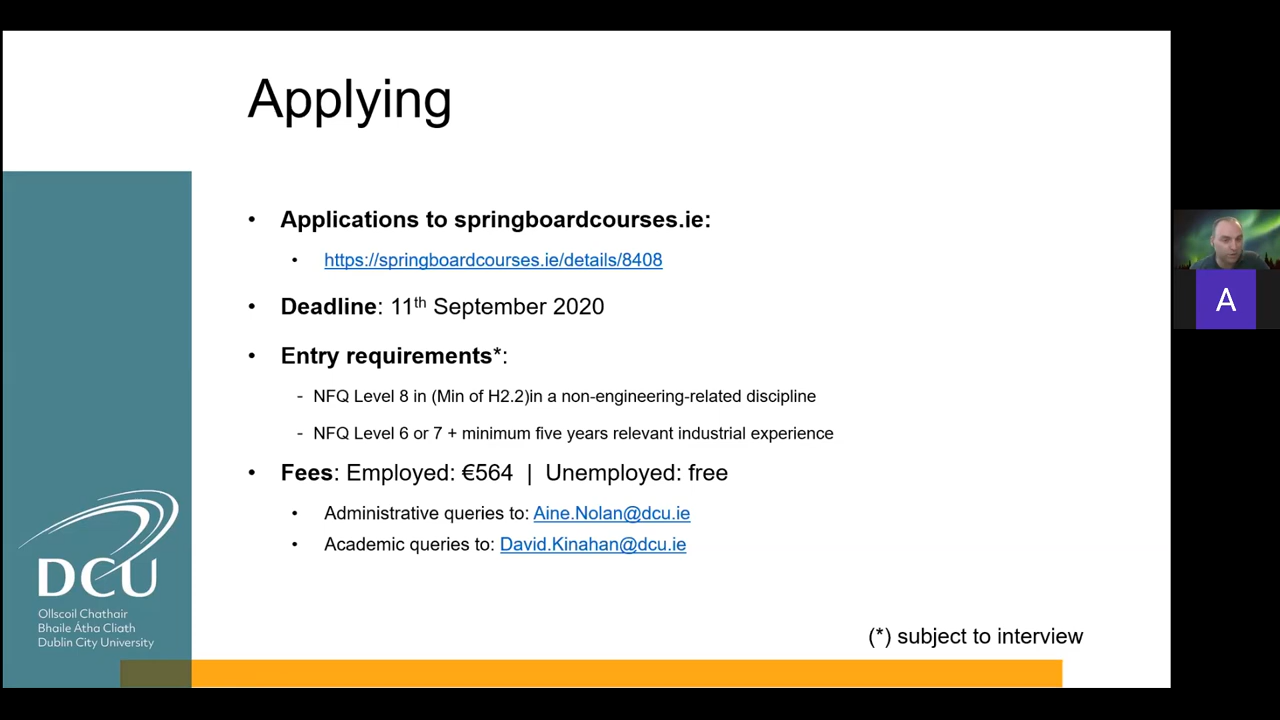 Applying
• Applications to springboardcourses.ie:
• https://springboardcourses.ie/details/8408
• Deadline: 11th September 2020
• Entry requirements*:
- NFQ Level 8 in (Min of H2.2)in a non-engineering-related discipline
- NFQ Level 6 or 7 + minimum five years relevant industrial experience
• Fees: Employed: €564 | Unemployed: free
• Administrative queries to: Aine.Nolan@dcu.ie
• Academic queries to: David.Kinahan@dcu.ie
(*) subject to interview
DCU
Ollscoil Chathair
Bhaile Átha Cliath
Dublin City University
A